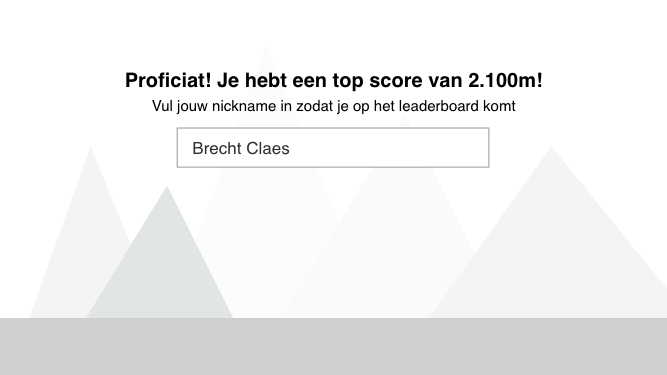 Proficiat! Je hebt een top score van 2.100m!
Vul jouw nickname in zodat je op het leaderboard komt
Brecht Claes